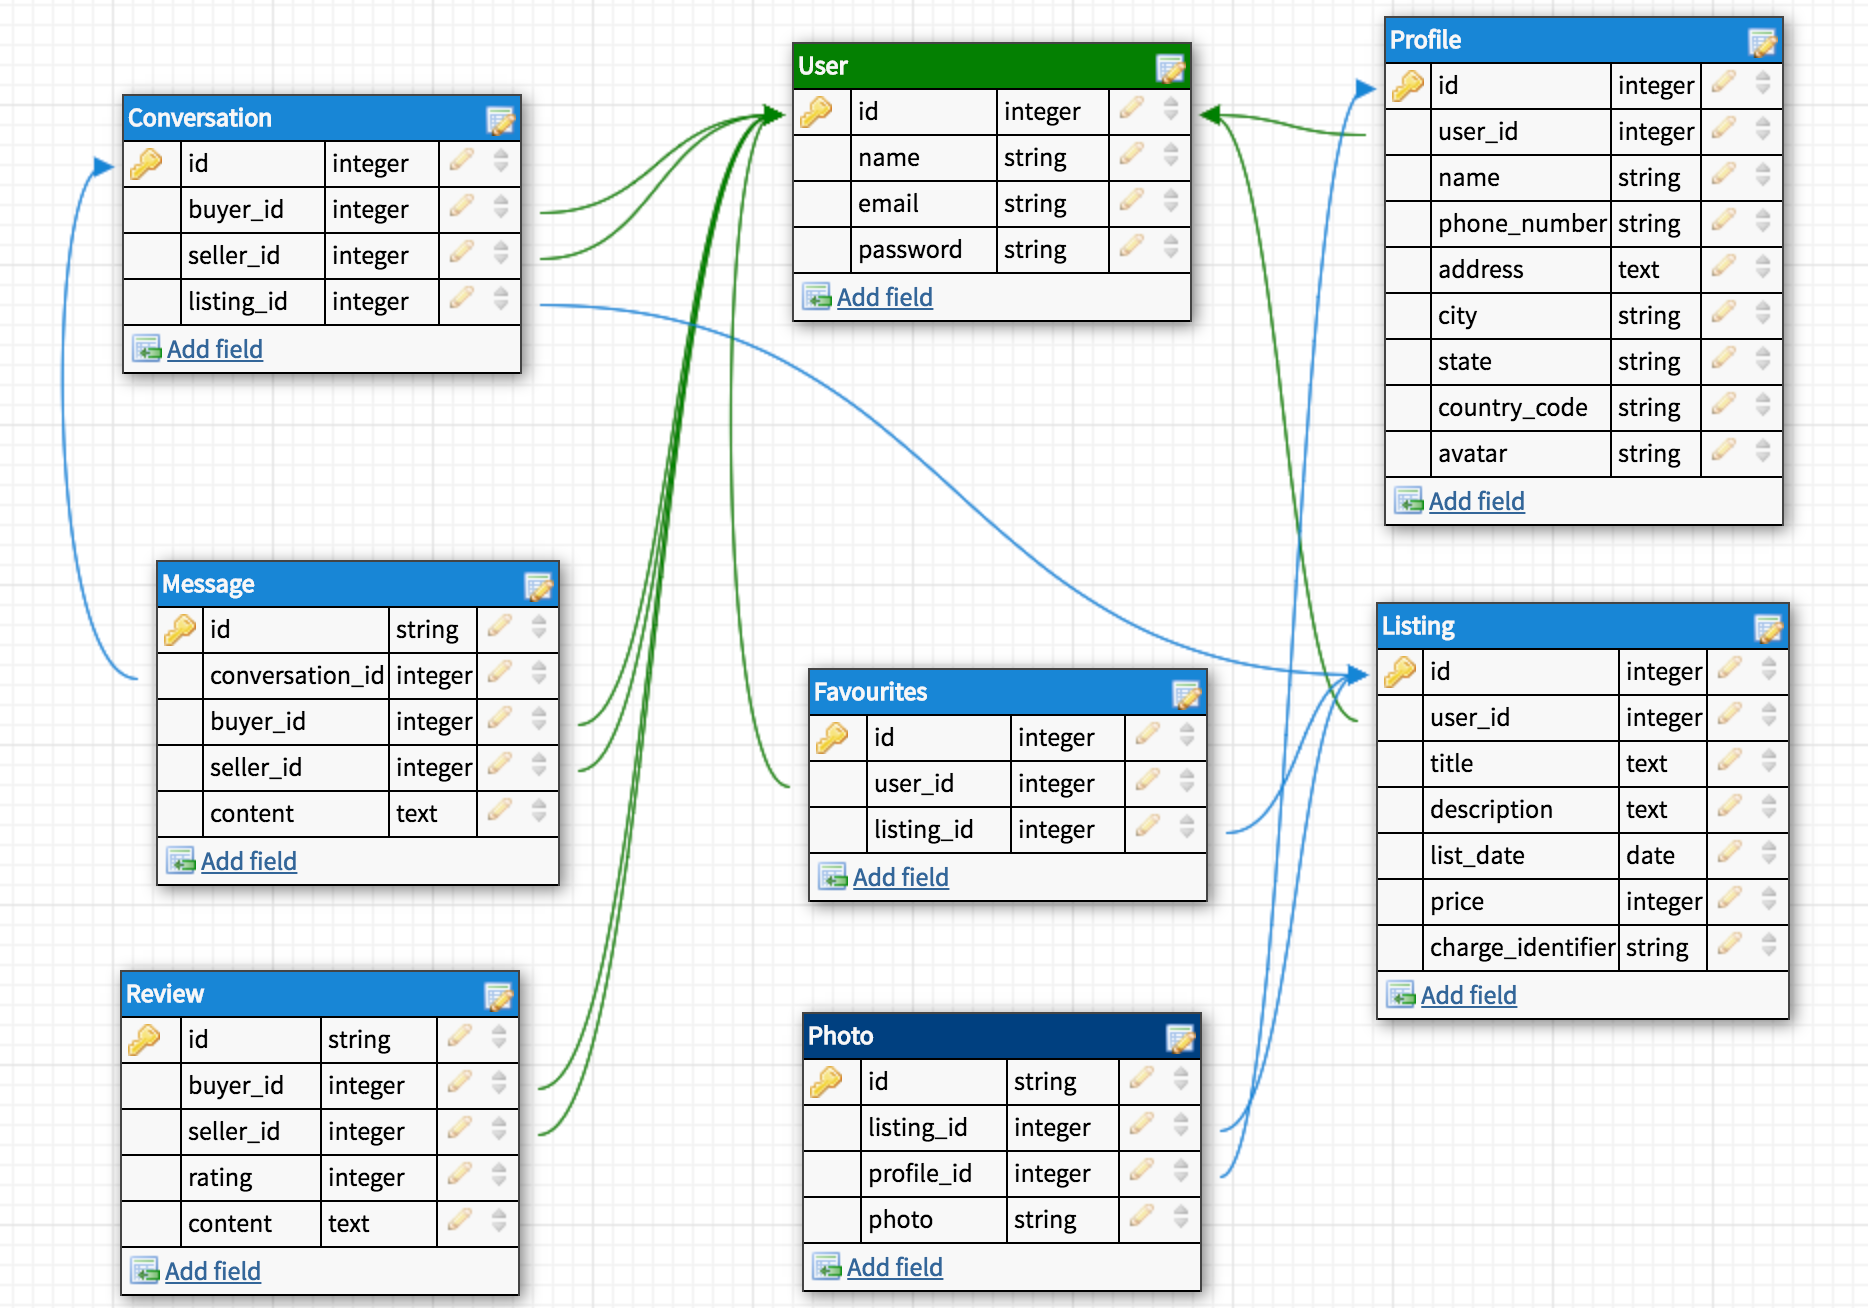 Conversation
id integer
buyer_id integer
seller_id integer
listing_id integer
Add field
User
id integer
name string
email string
password string
Add field
Profile
id integer
user_id integer
name string
phone_number string
address text
city string
state string
country_code string
avatar string
Add field
Message
id string
conversation_id integer
buyer_id integer
seller_id integer
content text
Add field
Favourites
id integer
user_id integer
listing_id integer
Add field
Listing
id integer
user_id integer
title text
description text
list_date date
price integer
charge_identifier string
Add field
Review
id string
buyer_id integer
seller_id integer
rating integer
content text
Add field
Photo
id string
listing_id integer
profile_id integer
photo string
Add field